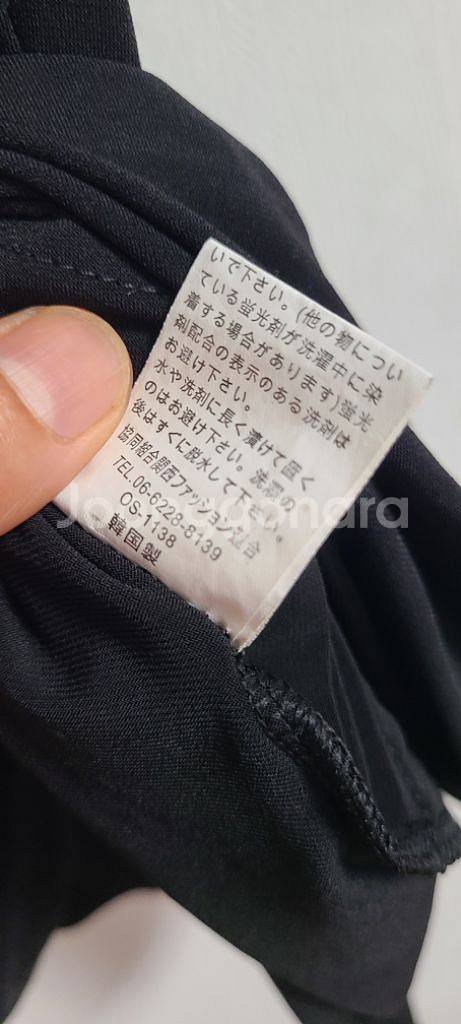 いで下さい。(他の物につい
ている蛍光剤が洗濯中に染
着する場合があります)蛍光
剤配合の表示のある洗剤は
お避け下さい。
水や洗剤に長く漬けて置く
のはお避け下さい。洗濯の
後はすぐに脱水して下さい。
協同組合関西ファッション連合
TEL.06-6228-8139
OS-1138
韓国製
Joonggonara